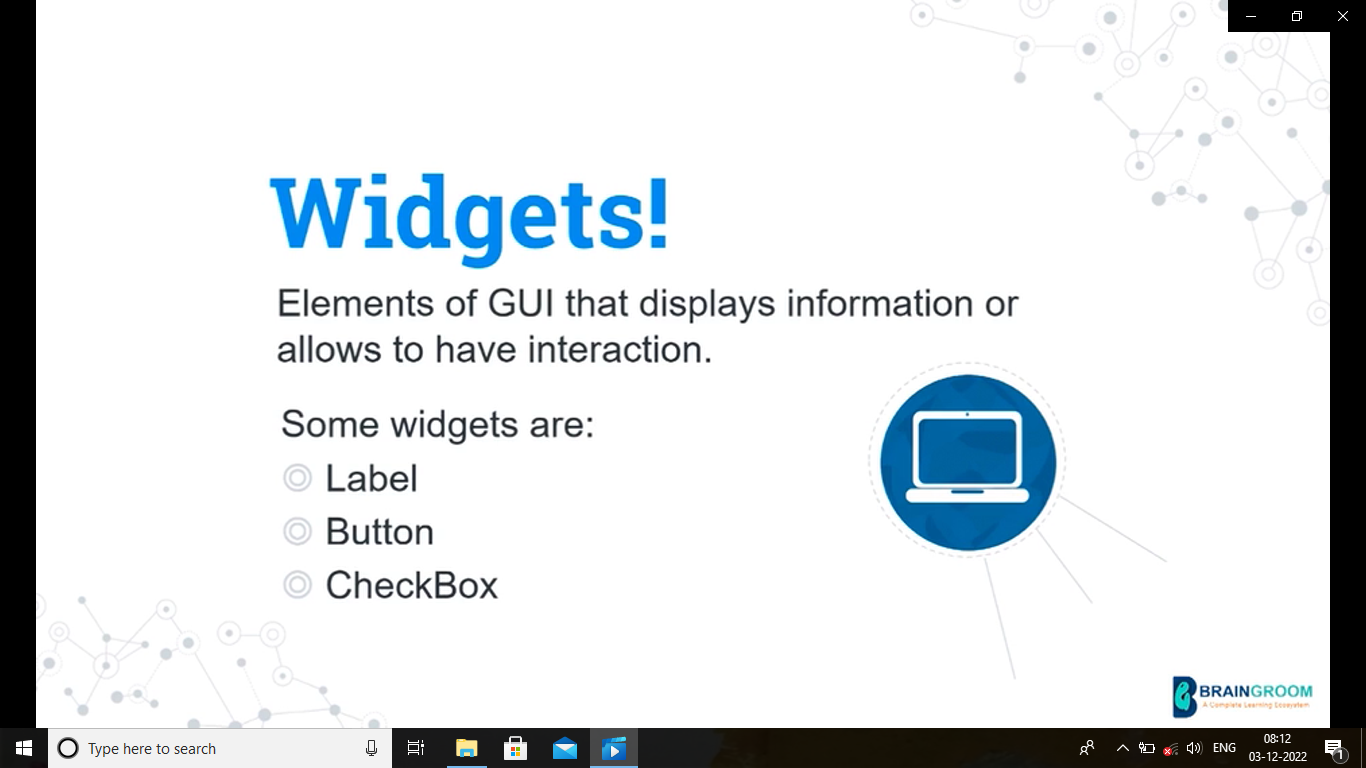 Widgets!
Elements of GUI that displays information or
allows to have interaction.
Some widgets are:
Label
Button
CheckBox
BRAINGROOM
A Complete Learning Ecosystem
Type here to search
ENG
08:12
03-12-2022
1